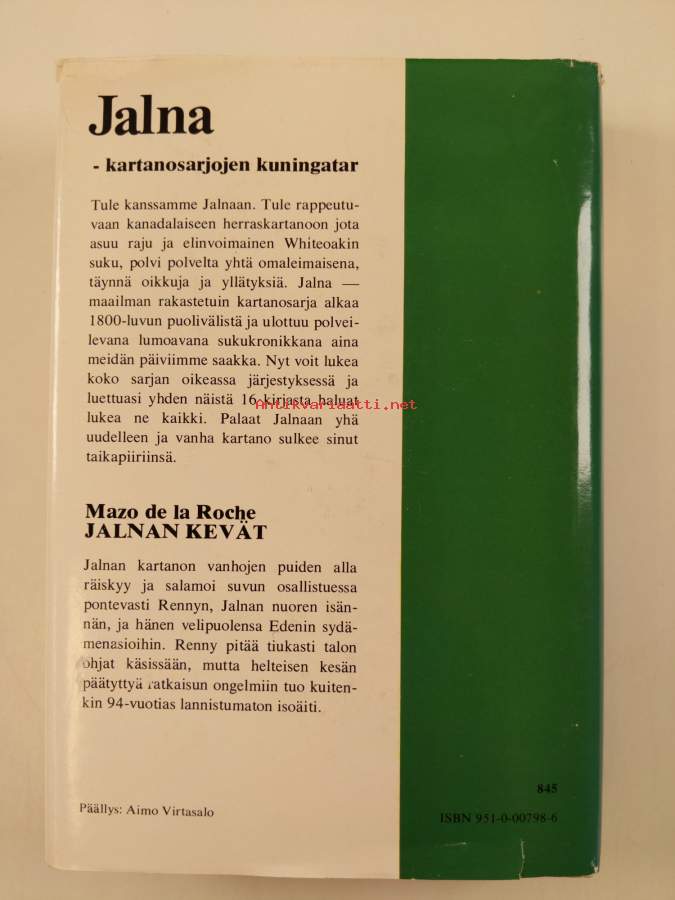 Jalna
- kartanosarjojen kuningatar
Tule kanssamme Jalnaan. Tule rappeutu-
vaan kanadalaiseen herraskartanoon jota
asuu raju ja elinvoimainen Whiteoakin
suku, polvi polvelta yhtä omaleimaisena,
täynnä oikkuja ja yllätyksiä. Jalna —
maailman rakastetuin kartanosarja alkaa
1800-luvun puolivälistä ja ulottuu polvei-
levana lumoavana sukukronikkana aina
meidän päiviimme saakka. Nyt voit lukea
koko sarjan oikeassa järjestyksessä ja
luettuasi yhden näistä 16 kirjasta haluat
Antikvariaatti.net
lukea ne kaikki. Palaat Jalnaan yhä
uudelleen ja vanha kartano sulkee sinut
taikapiiriinsä.
Mazo de la Roche
JALNAN KEVÄT
Jalnan kartanon vanhojen puiden alla
räiskyy ja salamoi suvun osallistuessa
pontevasti Rennyn, Jalnan nuoren isän-
nän, ja hänen velipuolensa Edenin sydä-
menasioihin. Renny pitää tiukasti talon
ohjat käsissään, mutta helteisen kesän
päätyttyä ratkaisun ongelmiin tuo kuiten-
kin 94-vuotias lannistumaton isoäiti.
Päällys: Aimo Virtasalo
845
ISBN 951-0-00798-6